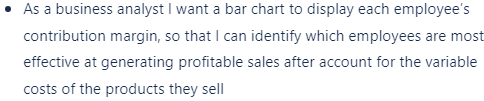 • As a business analyst I want a bar chart to display each employee's
contribution margin, so that I can identify which employees are most
effective at generating profitable sales after account for the variable
costs of the products they sell